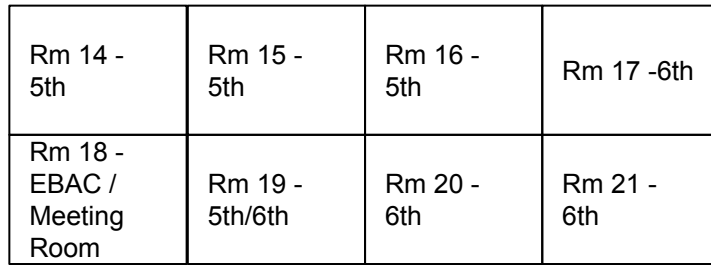 Rm 14 -
5th
Rm 15 -
5th
Rm 16 -
5th
Rm 17 -6th
Rm 18 -
EBAC /
Meeting
Room
Rm 19 -
5th/6th
Rm 20 -
6th
Rm 21 -
6th